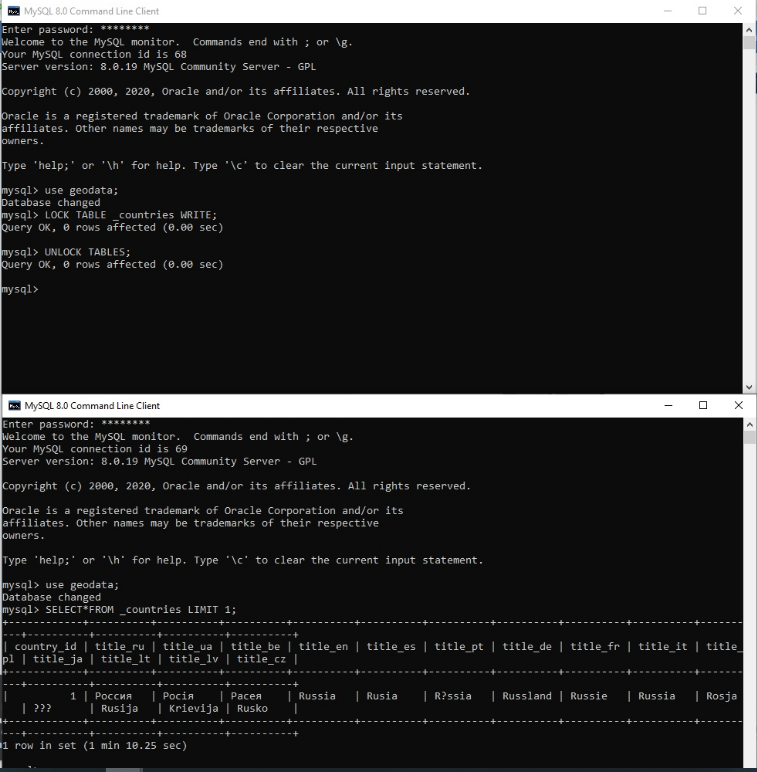 MySQL 8.0 Command Line Client
Enter password: ********
Welcome to the MySQL monitor.  Commands end with ; or \g.
Your MySQL connection id is 68
Server version: 8.0.19 MySQL Community Server - GPL
Copyright (c) 2000, 2020, Oracle and/or its affiliates. All rights reserved.
Oracle is a registered trademark of Oracle Corporation and/or its
affiliates. Other names may be trademarks of their respective
owners.
Type 'help;' or '\h' for help. Type '\c' to clear the current input statement.
mysql> use geodata;
Database changed
mysql> LOCK TABLE _countries WRITE;
Query OK, 0 rows affected (0.00 sec)
mysql> UNLOCK TABLES;
Query OK, 0 rows affected (0.00 sec)
mysql>
MySQL 8.0 Command Line Client
Enter password: ********
Welcome to the MySQL monitor.  Commands end with ; or \g.
Your MySQL connection id is 69
Server version: 8.0.19 MySQL Community Server - GPL
Copyright (c) 2000, 2020, Oracle and/or its affiliates. All rights reserved.
Oracle is a registered trademark of Oracle Corporation and/or its
affiliates. Other names may be trademarks of their respective
owners.
Type 'help;' or '\h' for help. Type '\c' to clear the current input statement.
mysql> use geodata;
Database changed
mysql> SELECT*FROM _countries LIMIT 1;
| country_id | title_ru | title_ua | title_be | title_en | title_es | title_pt | title_de | title_fr | title_it | title_
pl | title_ja | title_lt | title_lv | title_cz |
|          1 | Россия   | Росія    | Расея    | Russia   | Rusia    | R?ssia   | Russland | Russie   | Russia   | Rosja
   | ???      | Rusija   | Krievija | Rusko    |
1 row in set (1 min 10.25 sec)